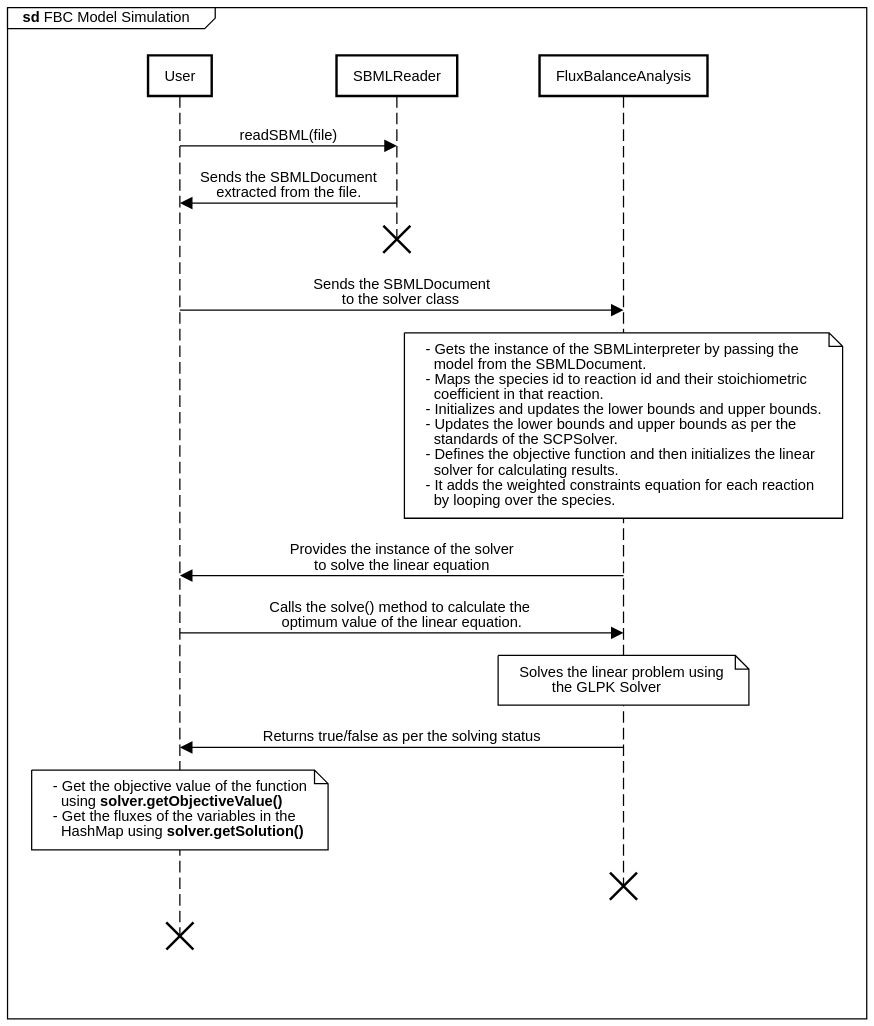 sd FBC Model Simulation
User
SBMLReader
FluxBalanceAnalysis
readSBML(file)
Sends the SBMLDocument
extracted from the file.
Sends the SBMLDocument
to the solver class
- Gets the instance of the SBMLinterpreter by passing the
model from the SBMLDocument.
- Maps the species id to reaction id and their stoichiometric
coefficient in that reaction.
- Initializes and updates the lower bounds and upper bounds.
- Updates the lower bounds and upper bounds as per the
standards of the SCPSolver.
- Defines the objective function and then initializes the linear
solver for calculating results.
- It adds the weighted constraints equation for each reaction
by looping over the species.
Provides the instance of the solver
to solve the linear equation
Calls the solve() method to calculate the
optimum value of the linear equation.
Solves the linear problem using
the GLPK Solver
Returns true/false as per the solving status
- Get the objective value of the function
using solver.getObjectiveValue()
- Get the fluxes of the variables in the
HashMap using solver.getSolution()